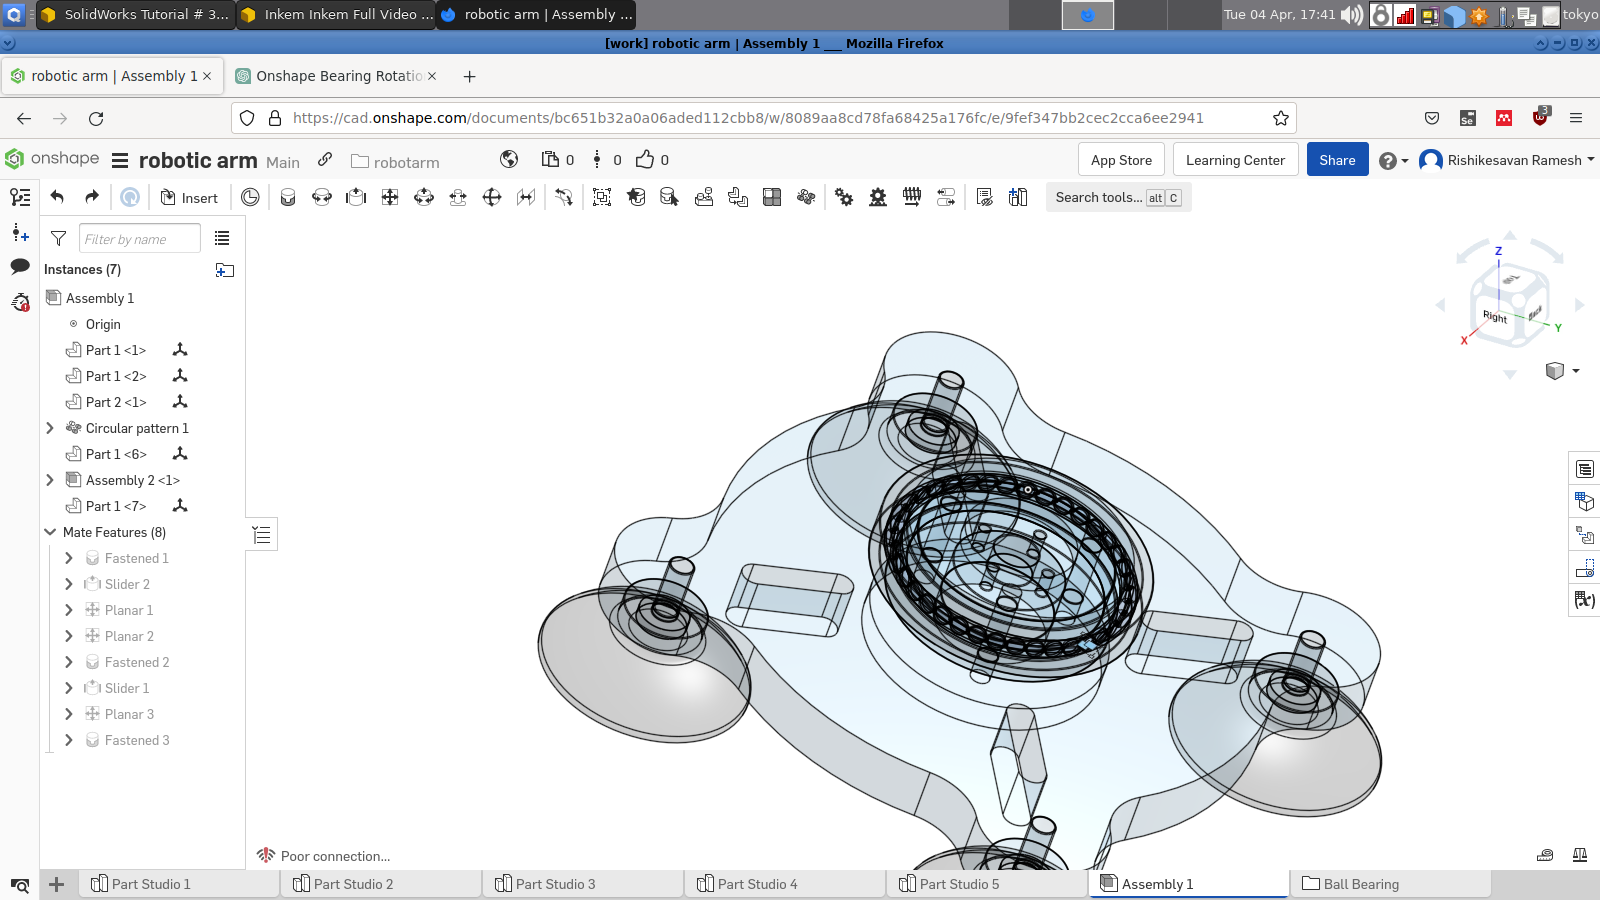 SolidWorks Tutorial # 3...
Inkem Inkem Full Video ...
robotic arm | Assembly ...
Tue 04 Apr, 17:41
tokyo
[work] robotic arm | Assembly 1 ___ Mozilla Firefox
robotic arm | Assembly 1
Onshape Bearing Rotatio
https://cad.onshape.com/documents/bc651b32a0a06aded112cbb8/w/8089aa8cd78fa68425a176fc/e/9fef347bb2cec2cca6ee2941
Se
3
onshape
robotic arm
Main
robotarm
0
0
0
App Store
Learning Center
Share
Rishikesavan Ramesh
Insert
Search tools...
alt
C
Filter by name
Instances (7)
Assembly 1
Origin
Part 1 <1>
Part 1 <2>
Part 2 <1>
Circular pattern 1
Part 1 <6>
Assembly 2 <1>
Part 1 <7>
Mate Features (8)
Fastened 1
Slider 2
Planar 1
Planar 2
Fastened 2
Slider 1
Planar 3
Fastened 3
Z
Right
Back
X
Y
Poor connection...
Part Studio 1
Part Studio 2
Part Studio 3
Part Studio 4
Part Studio 5
Assembly 1
Ball Bearing